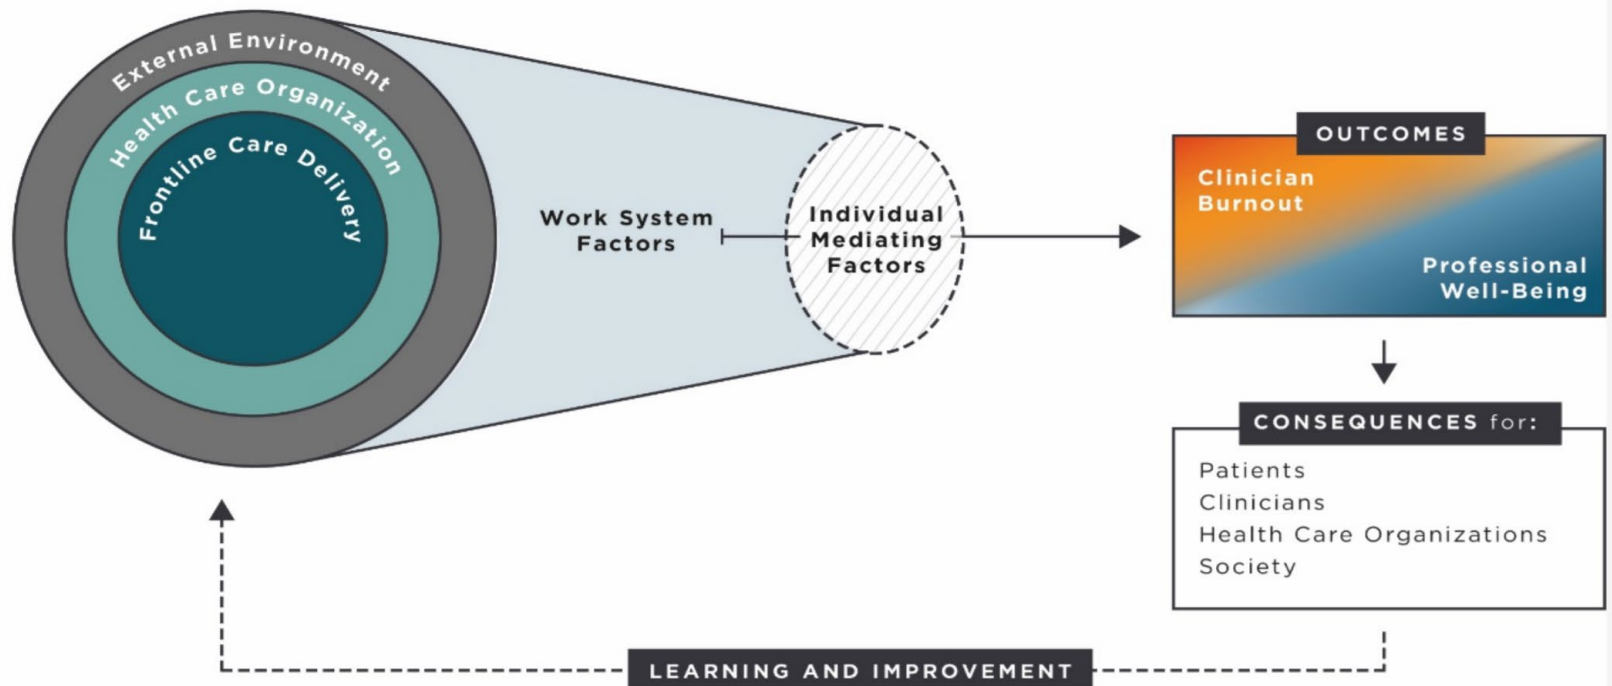 External Environment
Health Care Organization
Frontline Care Delivery
Work System
Factors
Individual
Mediating
Factors
OUTCOMES
Clinician
Burnout
Professional
Well-Being
CONSEQUENCES for:
Patients
Clinicians
Health Care Organizations
Society
LEARNING AND IMPROVEMENT